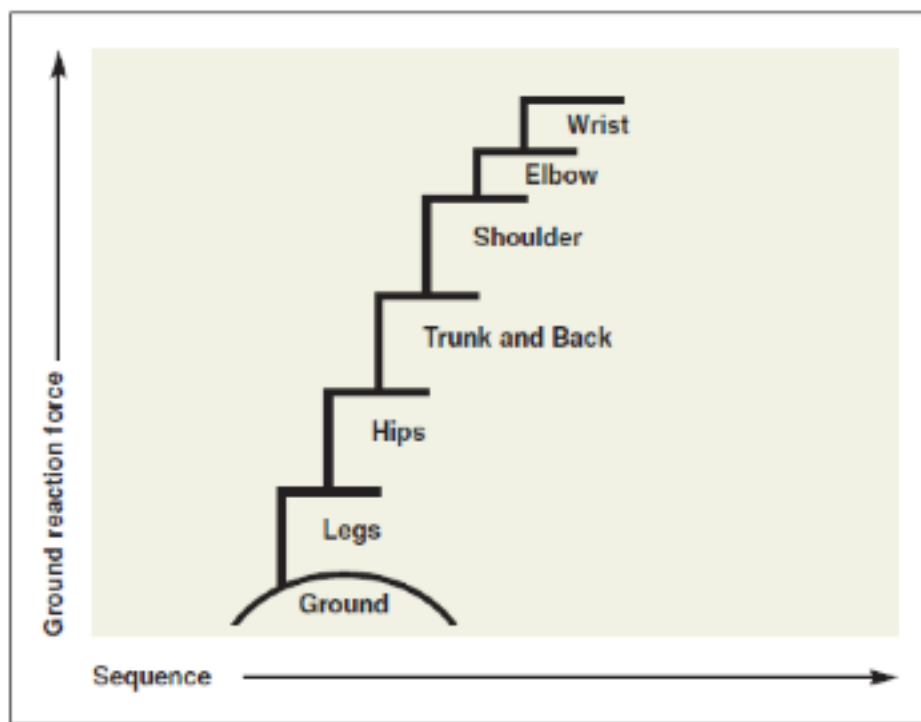 Wrist
Elbow
Shoulder
Trunk and Back
Hips
Legs
Ground
Ground reaction force
Sequence